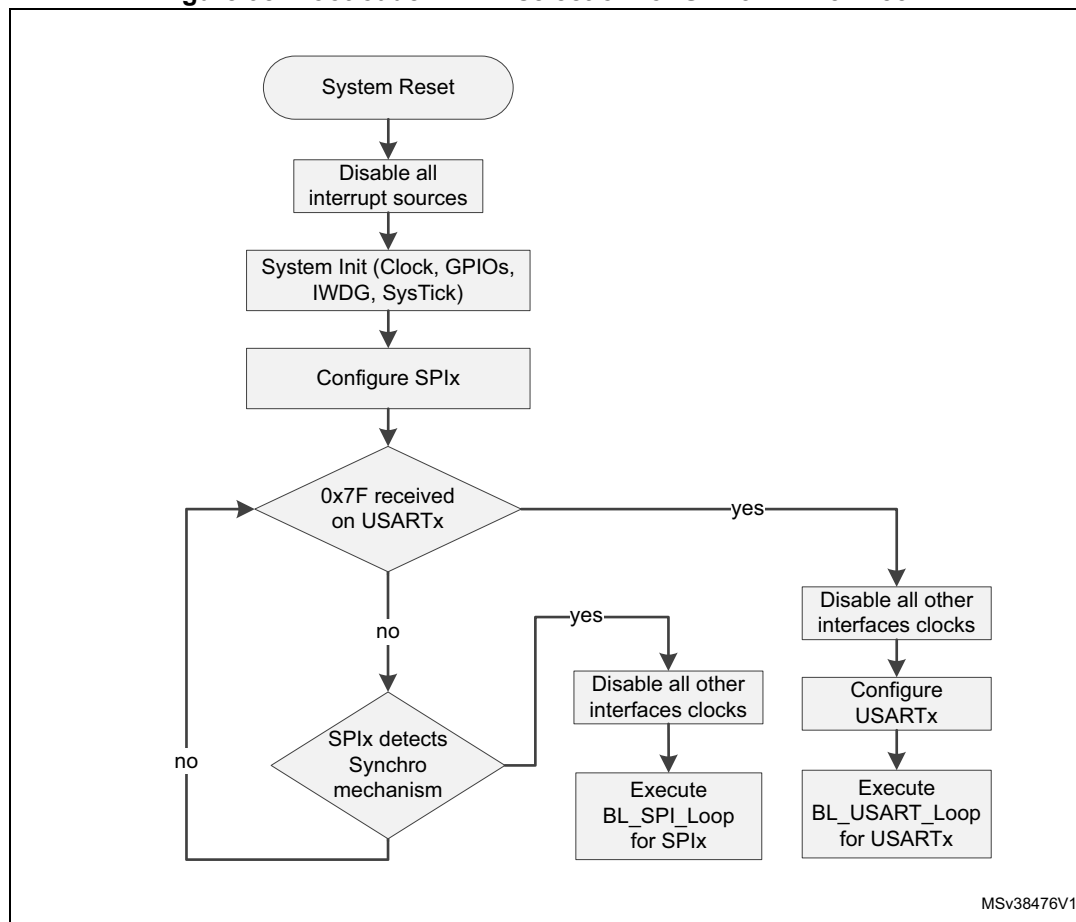 System Reset
Disable all
interrupt sources
System Init (Clock, GPIOs,
IWDG, SysTick)
Configure SPIx
0x7F received
on USARTx
yes
no
yes
Disable all other
interfaces clocks
Disable all other
interfaces clocks
Configure
USARTx
SPIx detects
Synchro
mechanism
no
Execute
BL_SPI_Loop
for SPIx
Execute
BL_USART_Loop
for USARTx
MSv38476V1